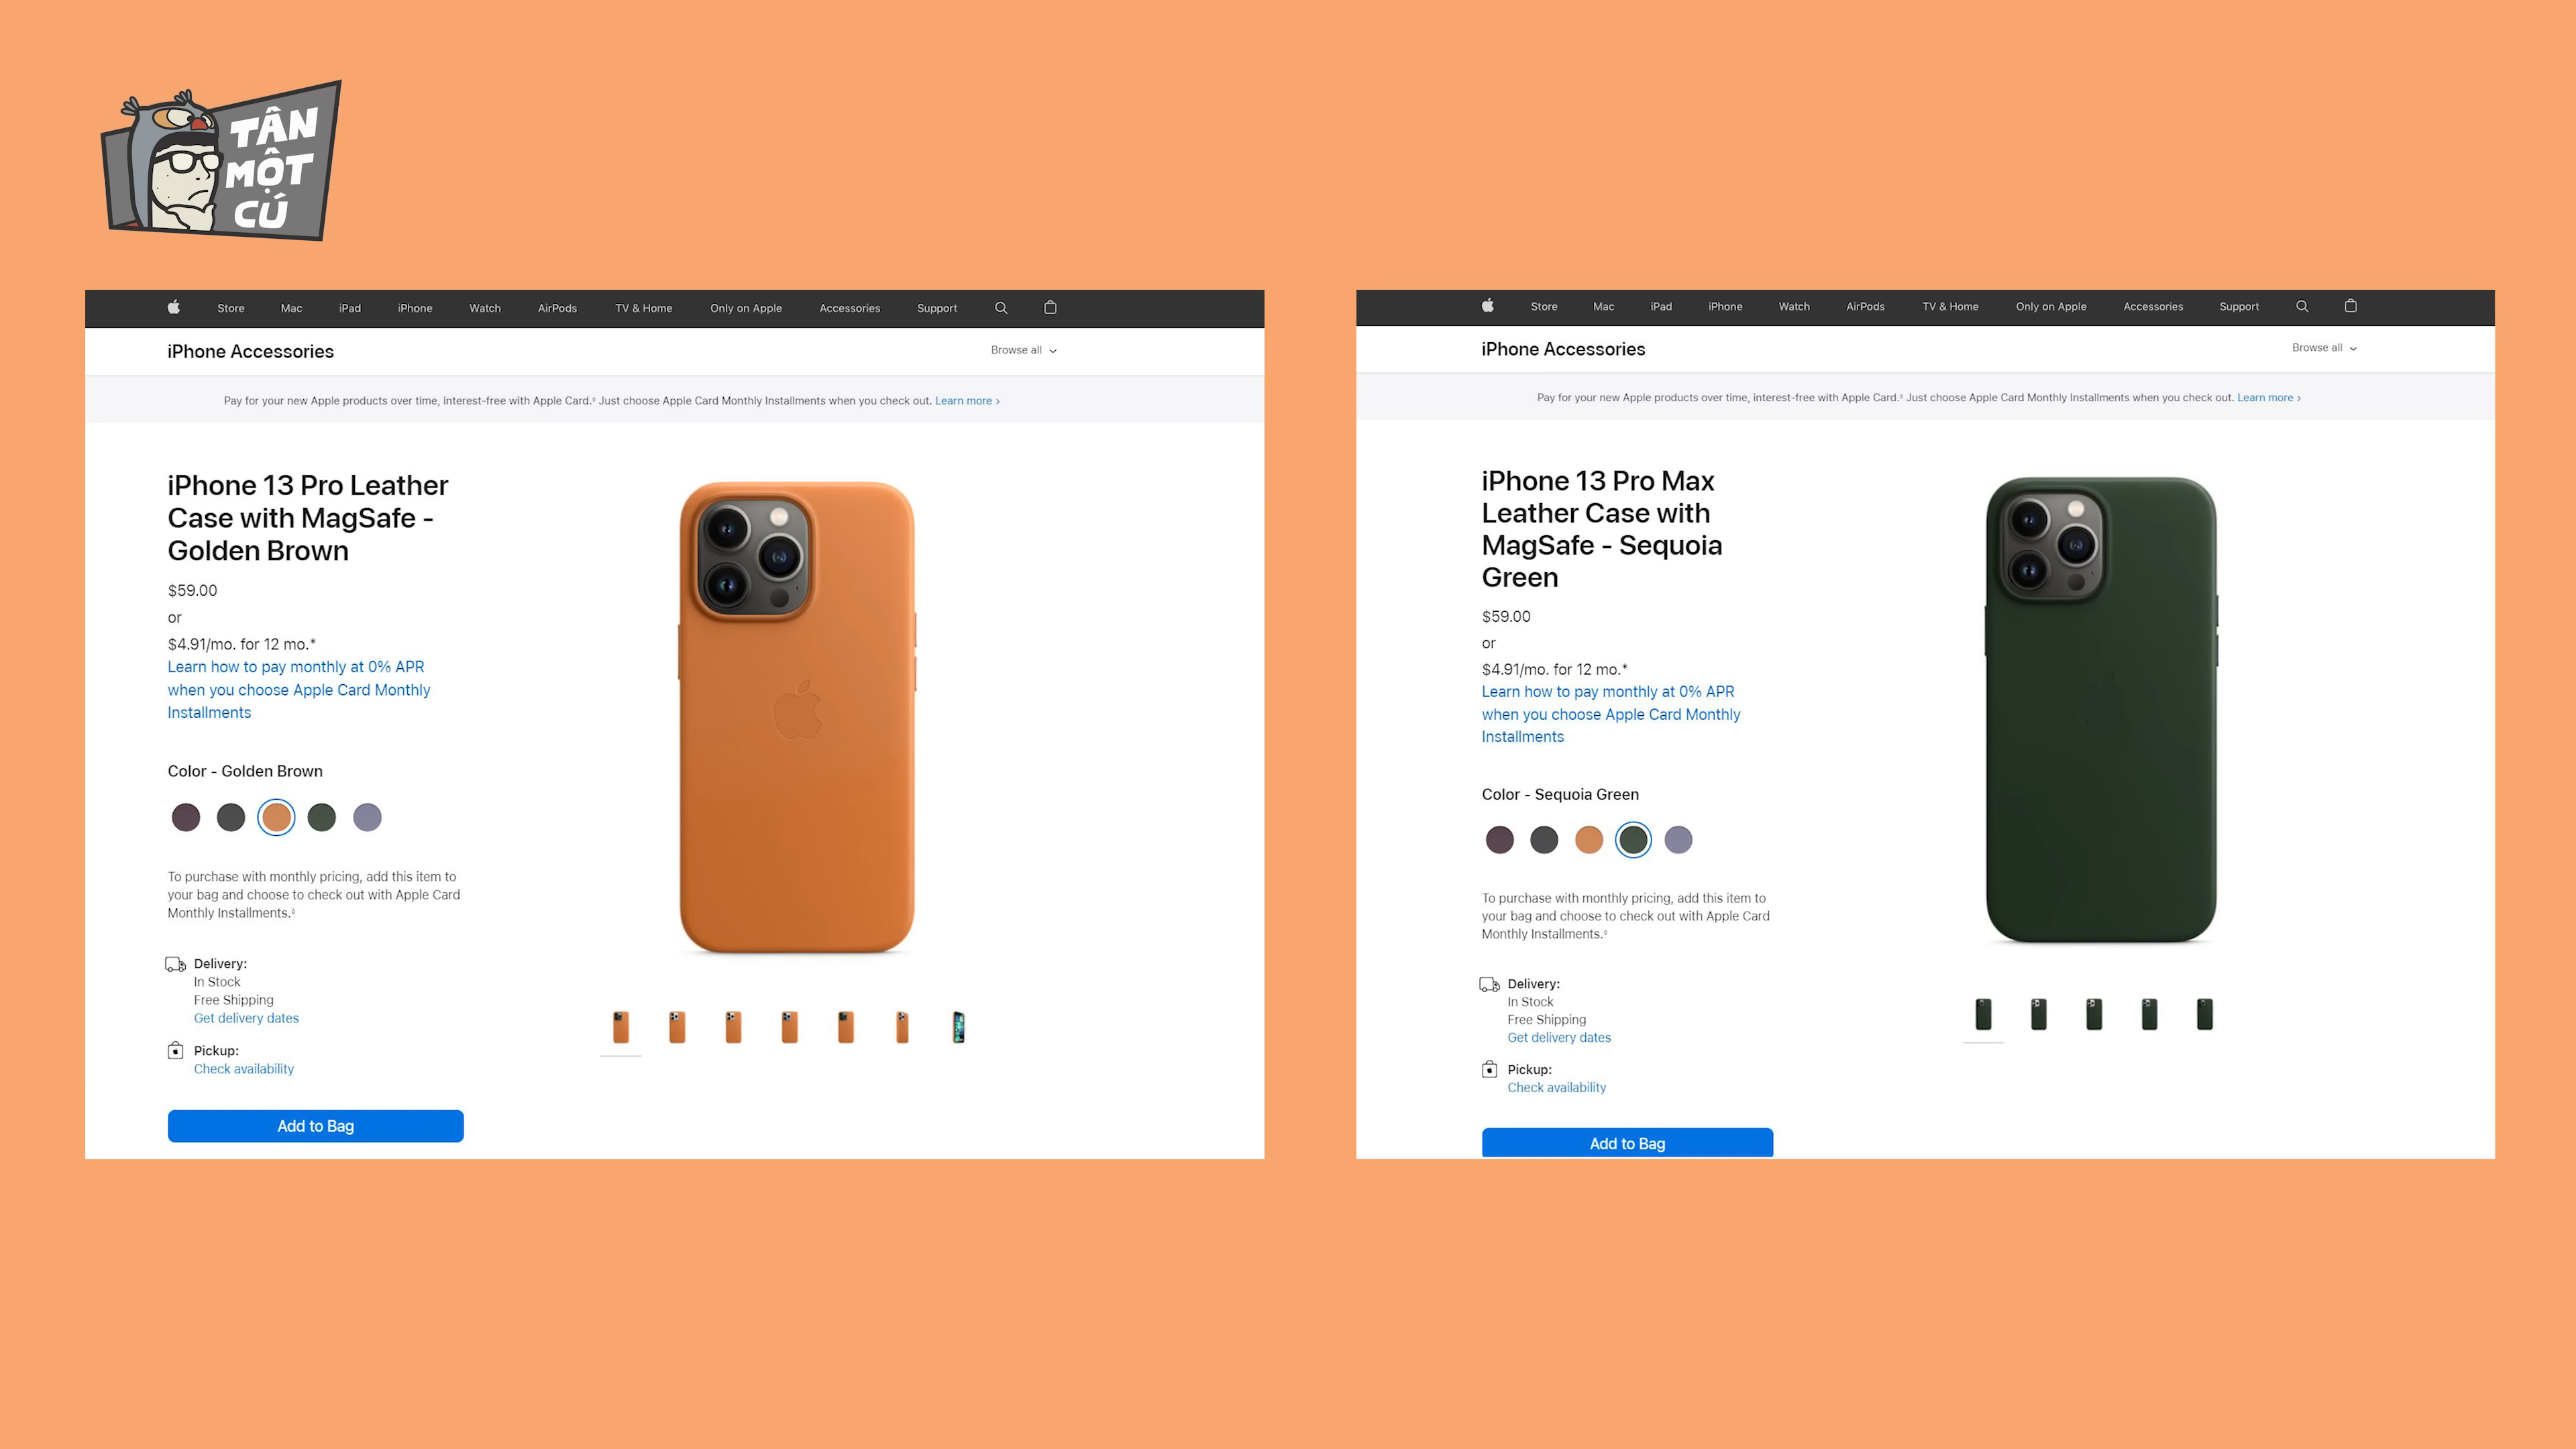 TÂN
MỘT
CÚ
Store Mac iPad iPhone Watch AirPods TV & Home Only on Apple Accessories Support
iPhone Accessories
Browse all
Pay for your new Apple products over time, interest-free with Apple Card.◊ Just choose Apple Card Monthly Installments when you check out. Learn more >
iPhone 13 Pro Leather
Case with MagSafe -
Golden Brown
$59.00
or
$4.91/mo. for 12 mo.*
Learn how to pay monthly at 0% APR
when you choose Apple Card Monthly
Installments
Color - Golden Brown
To purchase with monthly pricing, add this item to
your bag and choose to check out with Apple Card
Monthly Installments.◊
Delivery:
In Stock
Free Shipping
Get delivery dates
Pickup:
Check availability
Add to Bag
Store Mac iPad iPhone Watch AirPods TV & Home Only on Apple Accessories Support
iPhone Accessories
Browse all
Pay for your new Apple products over time, interest-free with Apple Card.◊ Just choose Apple Card Monthly Installments when you check out. Learn more >
iPhone 13 Pro Max
Leather Case with
MagSafe - Sequoia
Green
$59.00
or
$4.91/mo. for 12 mo.*
Learn how to pay monthly at 0% APR
when you choose Apple Card Monthly
Installments
Color - Sequoia Green
To purchase with monthly pricing, add this item to
your bag and choose to check out with Apple Card
Monthly Installments.◊
Delivery:
In Stock
Free Shipping
Get delivery dates
Pickup:
Check availability
Add to Bag